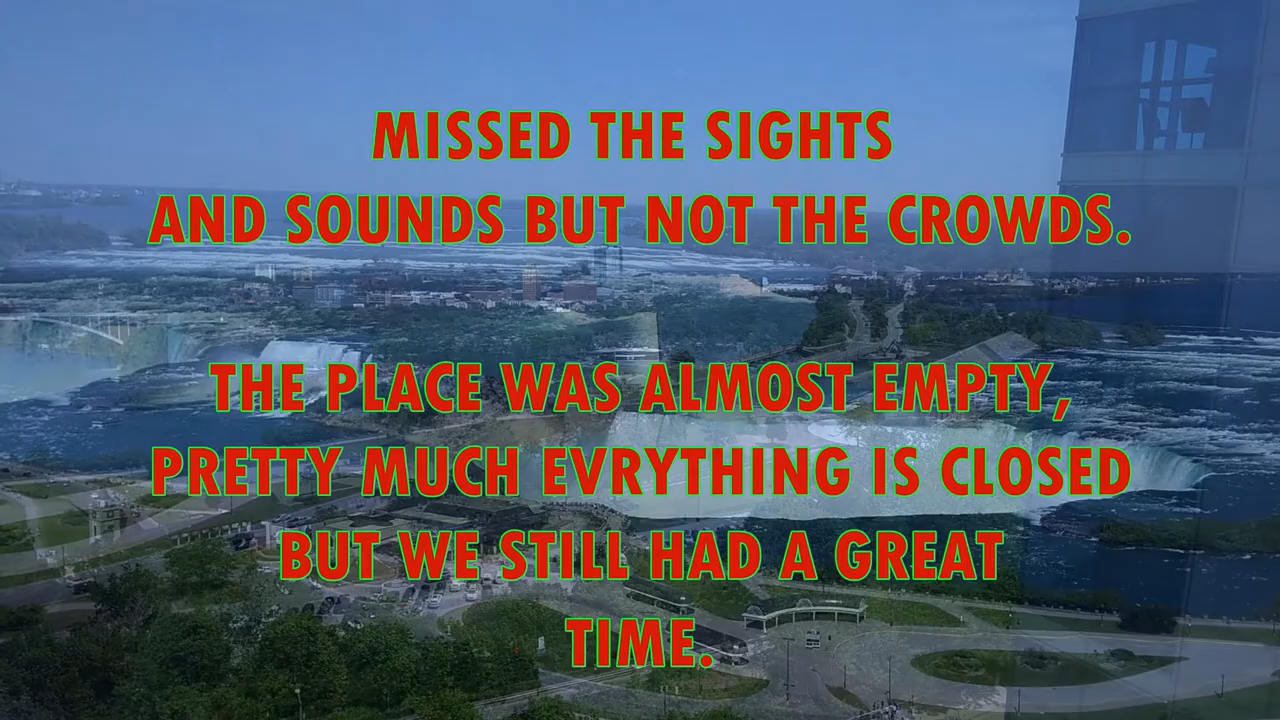 MISSED THE SIGHTS
AND SOUNDS BUT NOT THE CROWDS.
THE PLACE WAS ALMOST EMPTY,
PRETTY MUCH EVRYTHING IS CLOSED
BUT WE STILL HAD A GREAT
TIME.